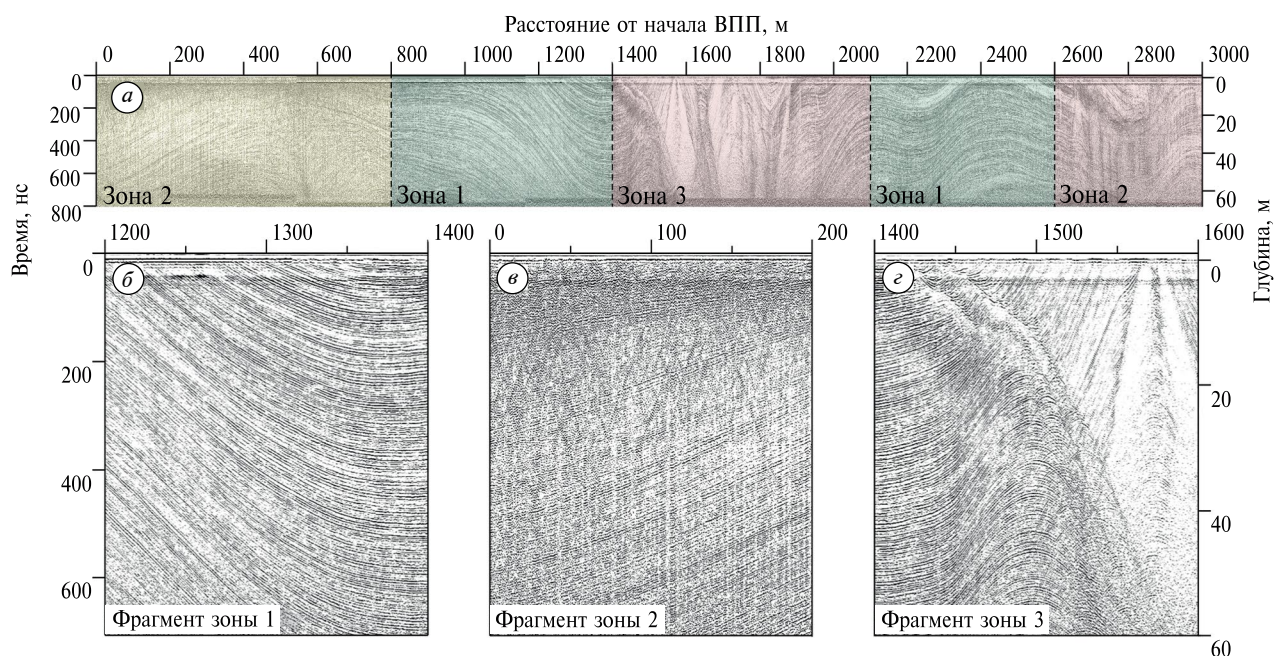 Расстояние от начала ВПП, м
0 200 400 600 800 1000 1200 1400 1600 1800 2000 2200 2400 2600 2800 3000
0
200
400
600
800
а
Зона 2
Зона 1
Зона 3
Зона 1
Зона 2
0
20
40
60
Время, нс
Глубина, м
1200 1300 1400
0 100 200
1400 1500 1600
0
200
400
600
б
в
г
0
20
40
60
Фрагмент зоны 1
Фрагмент зоны 2
Фрагмент зоны 3